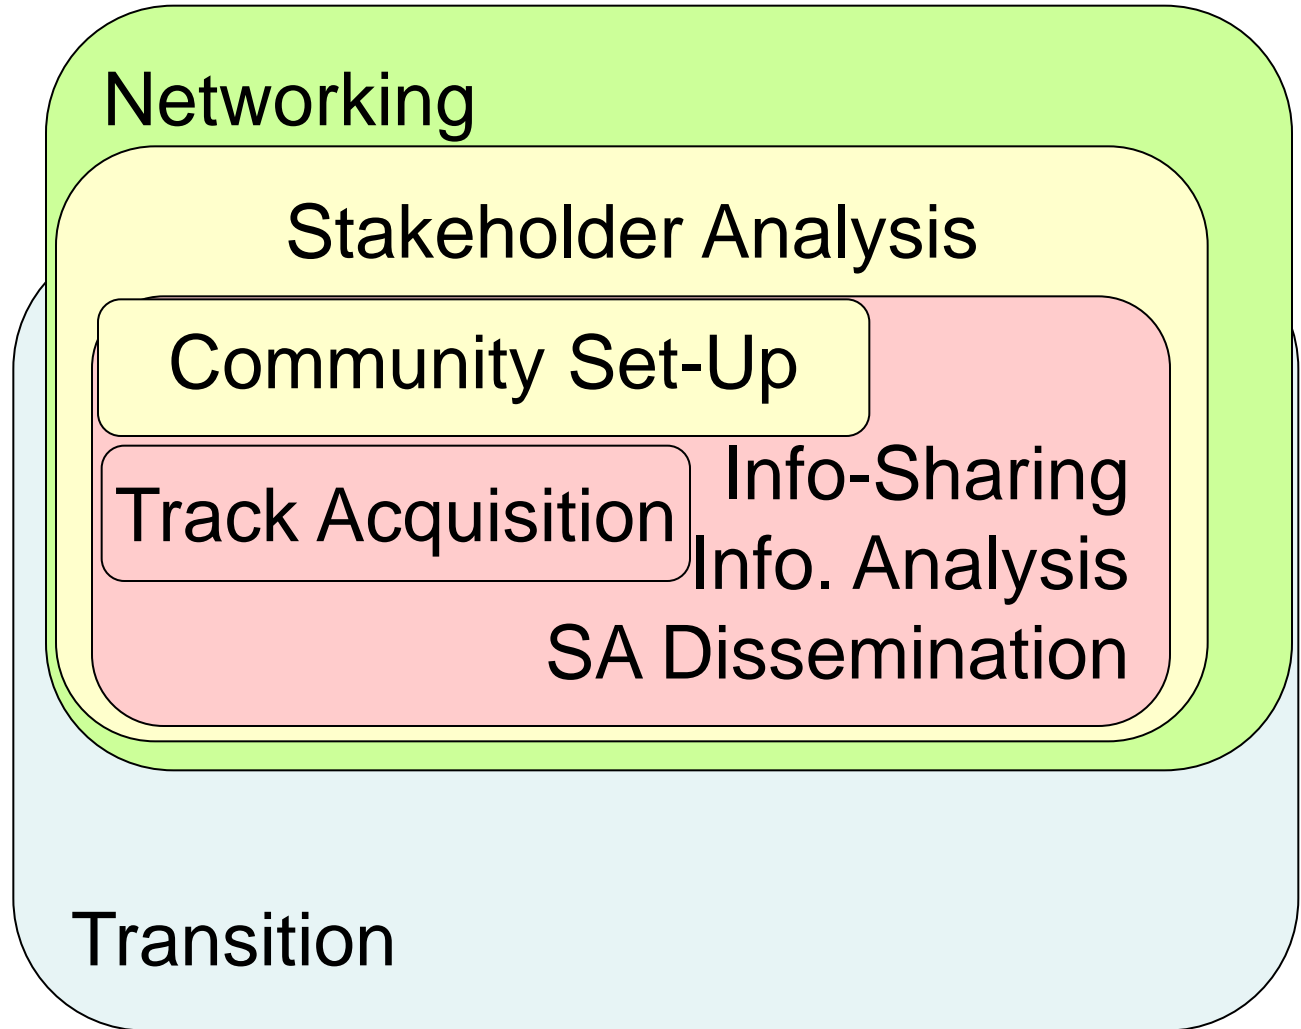 Networking
Stakeholder Analysis
Community Set-Up
Track Acquisition
Info-Sharing
Info. Analysis
SA Dissemination
Transition